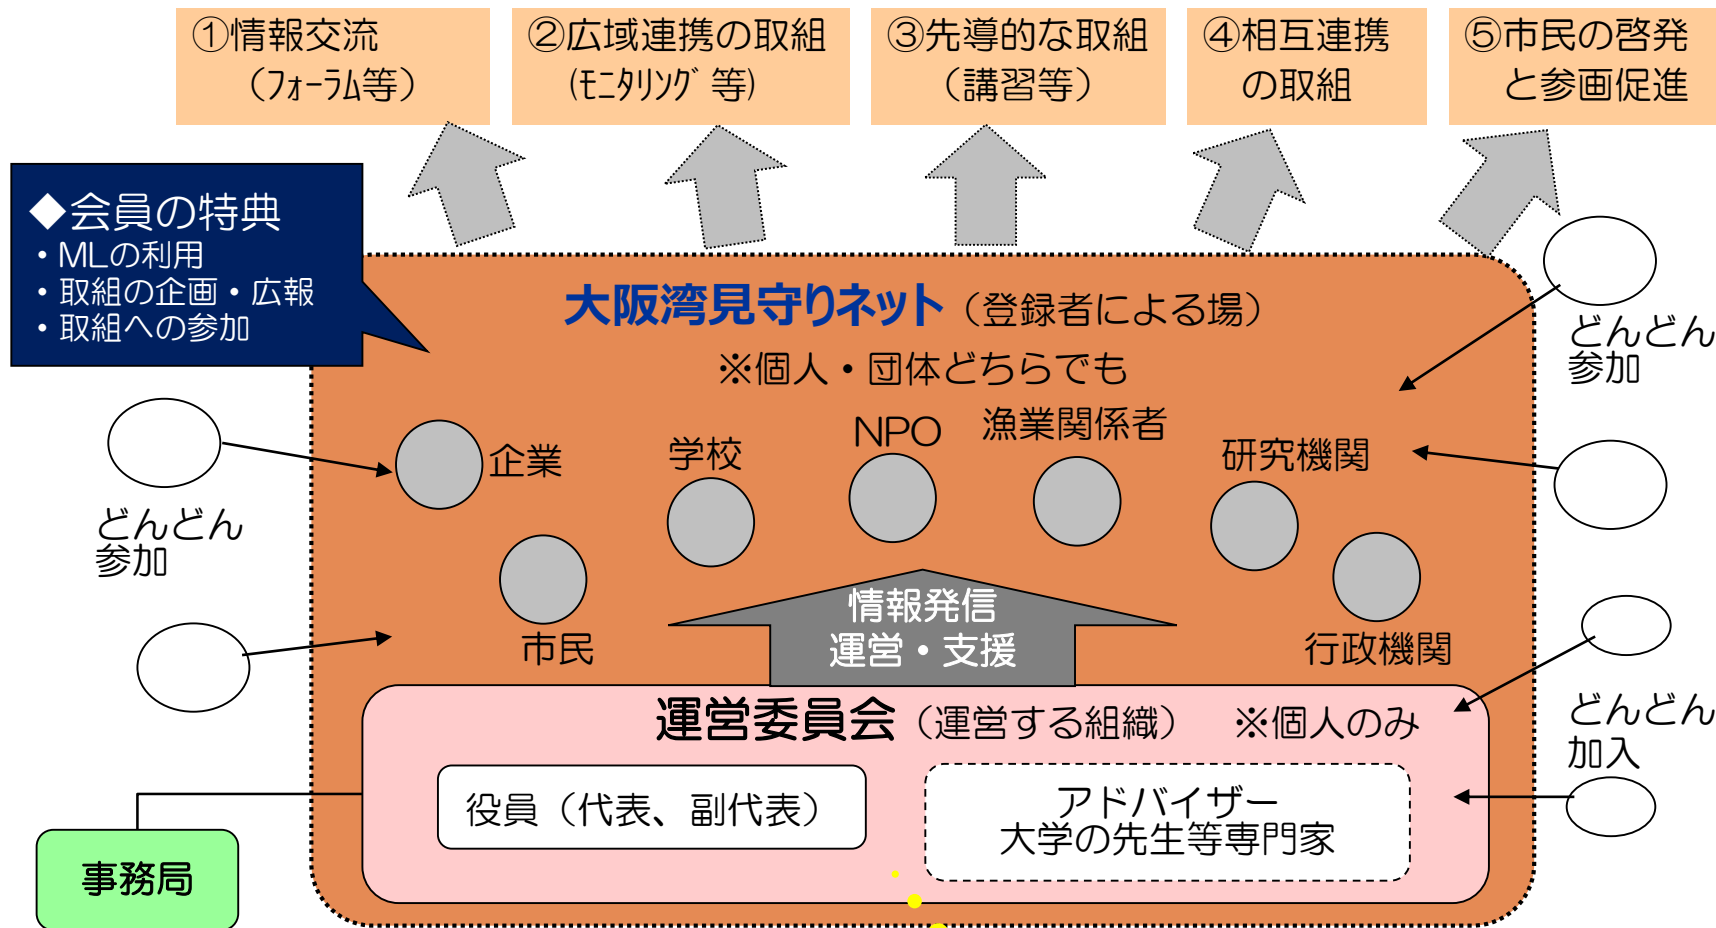 ①情報交流
（フォーラム等）
②広域連携の取組
（モニタリング等）
③先導的な取組
（講習等）
④相互連携
の取組
⑤市民の啓発
と参画促進
◆会員の特典
・MLの利用
・取組の企画・広報
・取組への参加
大阪湾見守りネット（登録者による場）
※個人・団体どちらでも
どんどん
参加
企業
学校
NPO
漁業関係者
研究機関
どんどん
参加
市民
行政機関
情報発信
運営・支援
運営委員会（運営する組織）　※個人のみ
どんどん
加入
役員（代表、副代表）
アドバイザー
大学の先生等専門家
事務局